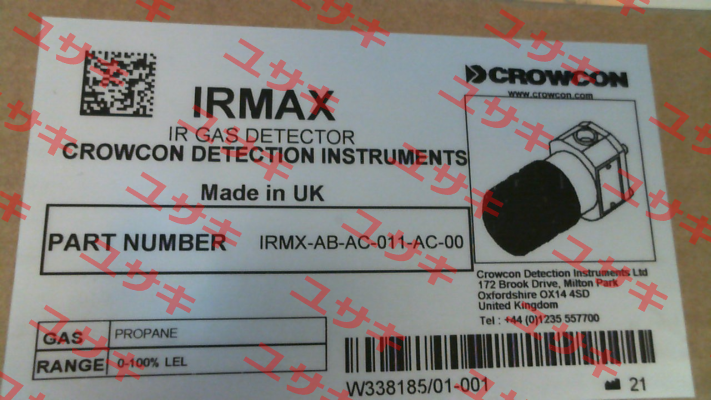 IRMAX
IR GAS DETECTOR
CROWCON DETECTION INSTRUMENTS
Made in UK
PART NUMBER IRMX-AB-AC-011-AC-00
CROWCON
www.crowcon.com
Crowcon Detection Instruments Ltd
172 Brook Drive, Milton Park
Oxfordshire OX14 4SD
United Kingdom
Tel : +44 (0)1235 557700
GAS PROPANE
RANGE 0-100% LEL
W338185/01-001
21
ユサキ